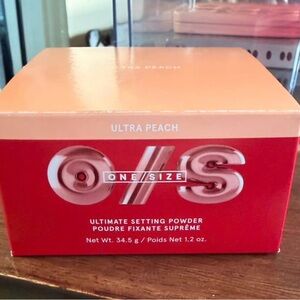 ULTRA PEACH
ULTRA PEACH
O/S
ONE/SIZE
ULTIMATE SETTING POWDER
POUDRE FIXANTE SUPRÊME
Net Wt. 34.5 g / Poids Net 1.2 oz.